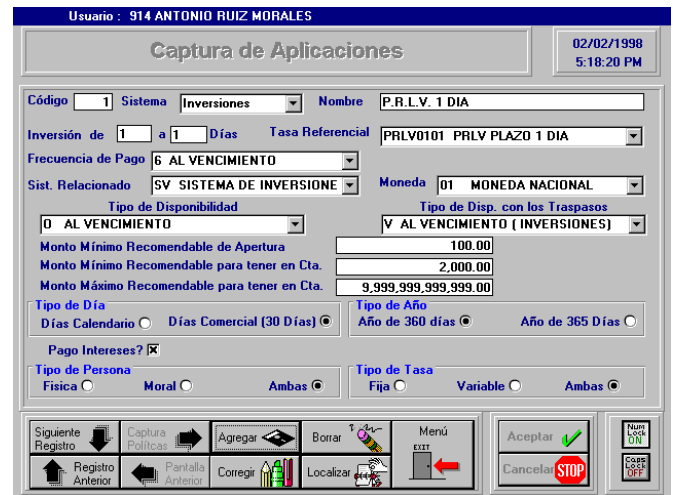 Usuario : 914 ANTONIO RUIZ MORALES
Captura de Aplicaciones
02/02/1998
5:18:20 PM
Código 1 Sistema Inversiones Nombre P.R.L.V. 1 DIA
Inversión de 1 a 1 Días Tasa Referencial PRLV0101 PRLV PLAZO 1 DIA
Frecuencia de Pago 6 AL VENCIMIENTO
Sist. Relacionado SV SISTEMA DE INVERSIONE Moneda 01 MONEDA NACIONAL
Tipo de Disponibilidad Tipo de Disp. con los Traspasos
0 AL VENCIMIENTO V AL VENCIMIENTO ( INVERSIONES)
Monto Mínimo Recomendable de Apertura 100.00
Monto Mínimo Recomendable para tener en Cta. 2,000.00
Monto Máximo Recomendable para tener en Cta. 9,999,999,999,999.00
Tipo de Día Tipo de Año
Días Calendario Días Comercial (30 Días) Año de 360 días Año de 365 Días
Pago Intereses?
Tipo de Persona Tipo de Tasa
Fisica Moral Ambas Fija Variable Ambas
Siguiente Registro
Captura Polítcas
Agregar
Borrar
Menú
EXIT
Aceptar
Num Lock ON
Registro Anterior
Pantalla Anterior
Corregir
Localizar
Cancelar
STOP
Caps Lock OFF